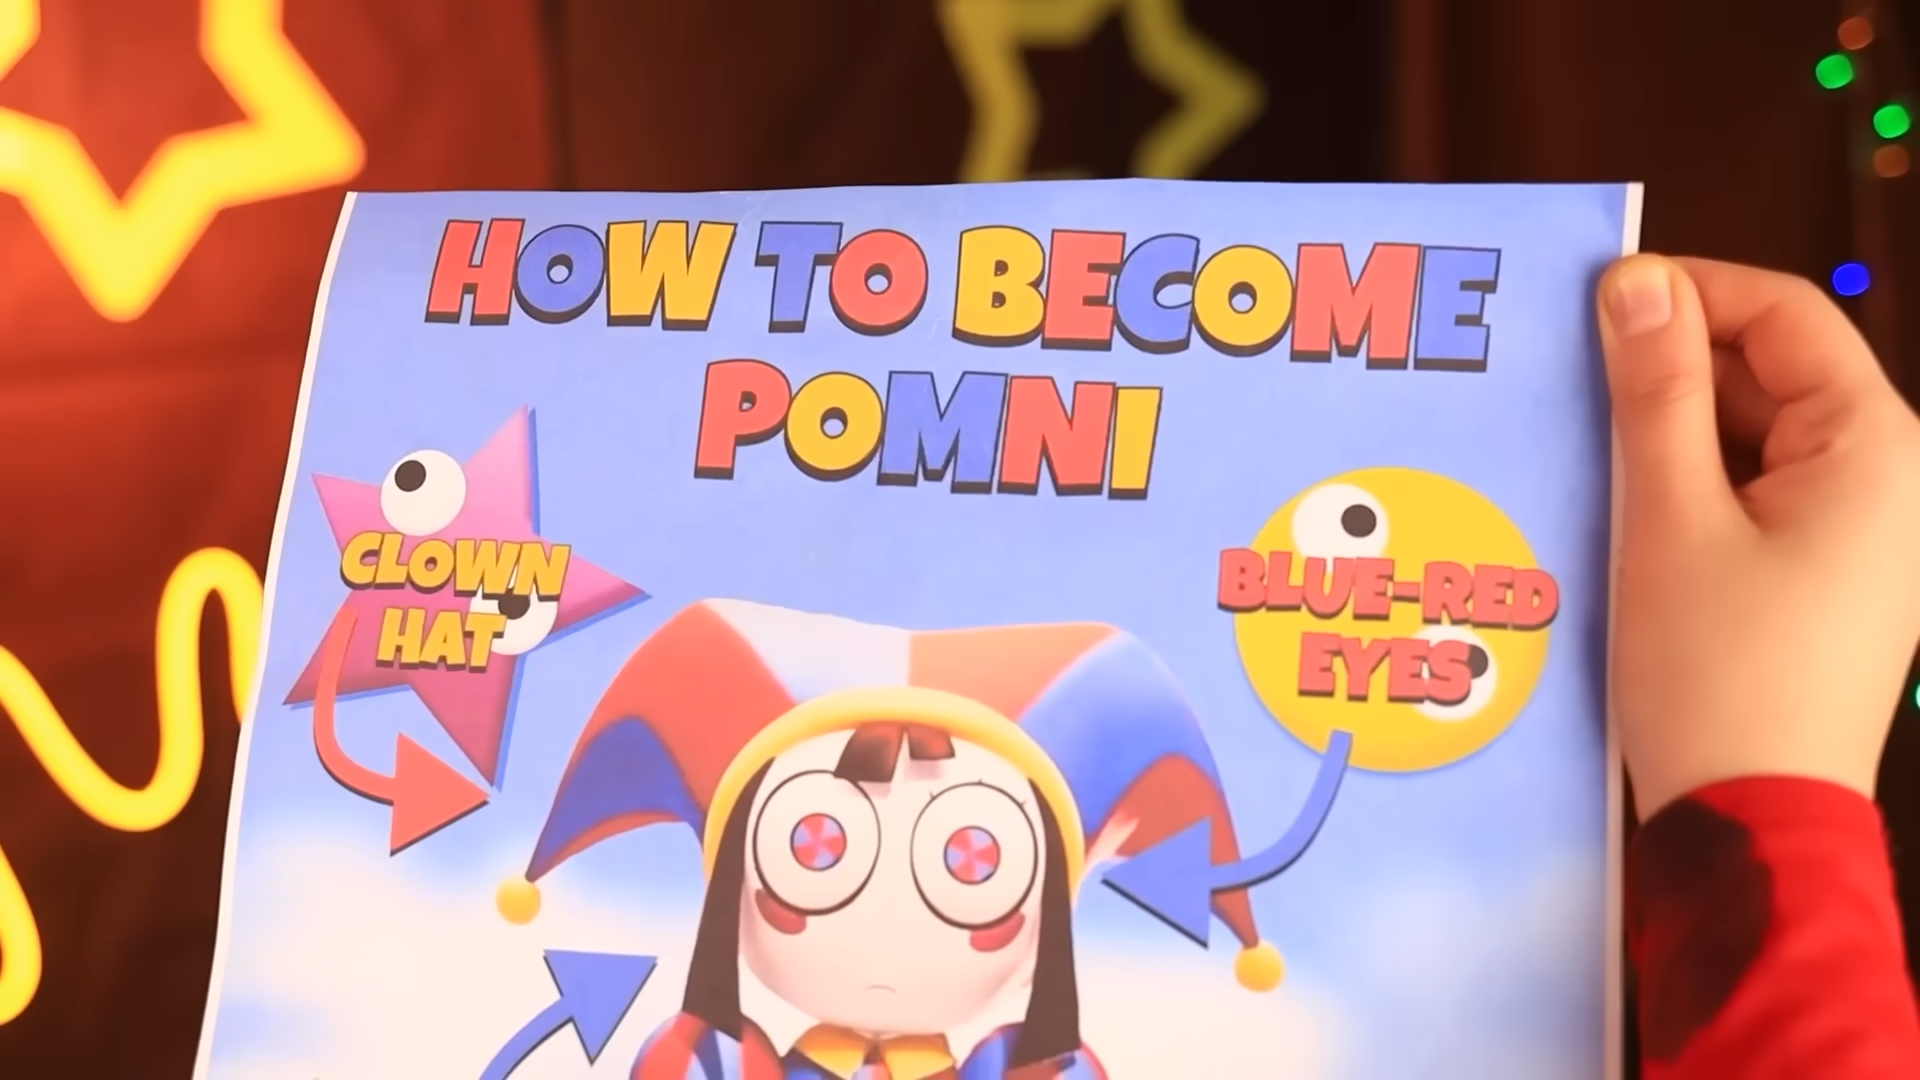 HOW TO BECOME
POMNI
CLOWN
HAT
BLUE-RED
EYES